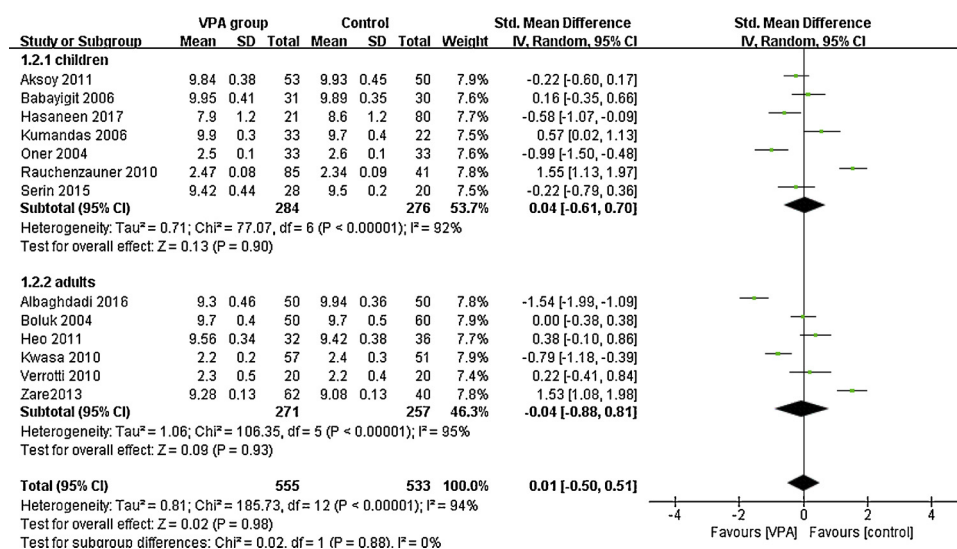 VPA group Control Std. Mean Difference Std. Mean Difference
Study or Subgroup Mean SD Total Mean SD Total Weight IV, Random, 95% CI IV, Random, 95% CI
1.2.1 children
Aksoy 2011 9.84 0.38 53 9.93 0.45 50 7.9% -0.22 [-0.60, 0.17]
Babayigit 2006 9.95 0.41 31 9.89 0.35 30 7.6% 0.16 [-0.35, 0.66]
Hasaneen 2017 7.9 1.2 21 8.6 1.2 80 7.7% -0.58 [-1.07, -0.09]
Kumandas 2006 9.9 0.3 33 9.7 0.4 22 7.5% 0.57 [0.02, 1.13]
Oner 2004 2.5 0.1 33 2.6 0.1 33 7.6% -0.99 [-1.50, -0.48]
Rauchenzauner 2010 2.47 0.08 85 2.34 0.09 41 7.8% 1.55 [1.13, 1.97]
Serin 2015 9.42 0.44 28 9.5 0.2 20 7.5% -0.22 [-0.79, 0.36]
Subtotal (95% CI) 284 276 53.7% 0.04 [-0.61, 0.70]
Heterogeneity: Tau² = 0.71; Chi² = 77.07, df = 6 (P < 0.00001); I² = 92%
Test for overall effect: Z = 0.13 (P = 0.90)
1.2.2 adults
Albaghdadi 2016 9.3 0.46 50 9.94 0.36 50 7.8% -1.54 [-1.99, -1.09]
Boluk 2004 9.7 0.4 50 9.7 0.5 60 7.9% 0.00 [-0.38, 0.38]
Heo 2011 9.56 0.34 32 9.42 0.38 36 7.7% 0.38 [-0.10, 0.86]
Kwasa 2010 2.2 0.2 57 2.4 0.3 51 7.9% -0.79 [-1.18, -0.39]
Verrotti 2010 2.3 0.5 20 2.2 0.4 20 7.4% 0.22 [-0.41, 0.84]
Zare2013 9.28 0.13 62 9.08 0.13 40 7.8% 1.53 [1.08, 1.98]
Subtotal (95% CI) 271 257 46.3% -0.04 [-0.88, 0.81]
Heterogeneity: Tau² = 1.06; Chi² = 106.35, df = 5 (P < 0.00001); I² = 95%
Test for overall effect: Z = 0.09 (P = 0.93)
Total (95% CI) 555 533 100.0% 0.01 [-0.50, 0.51]
Heterogeneity: Tau² = 0.81; Chi² = 185.73, df = 12 (P < 0.00001); I² = 94%
Test for overall effect: Z = 0.02 (P = 0.98)
Test for subgroup differences: Chi² = 0.02, df = 1 (P = 0.88), I² = 0%
-4 -2 0 2 4
Favours [VPA] Favours [control]